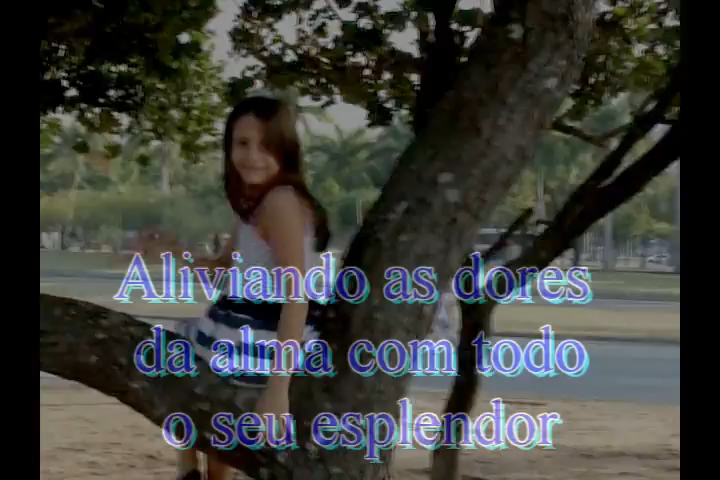 Aliviando as dores
da alma com todo
o seu esplendor